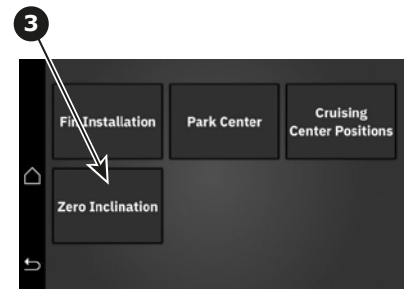 3
Fin Installation
Park Center
Cruising
Center Positions
Zero Inclination